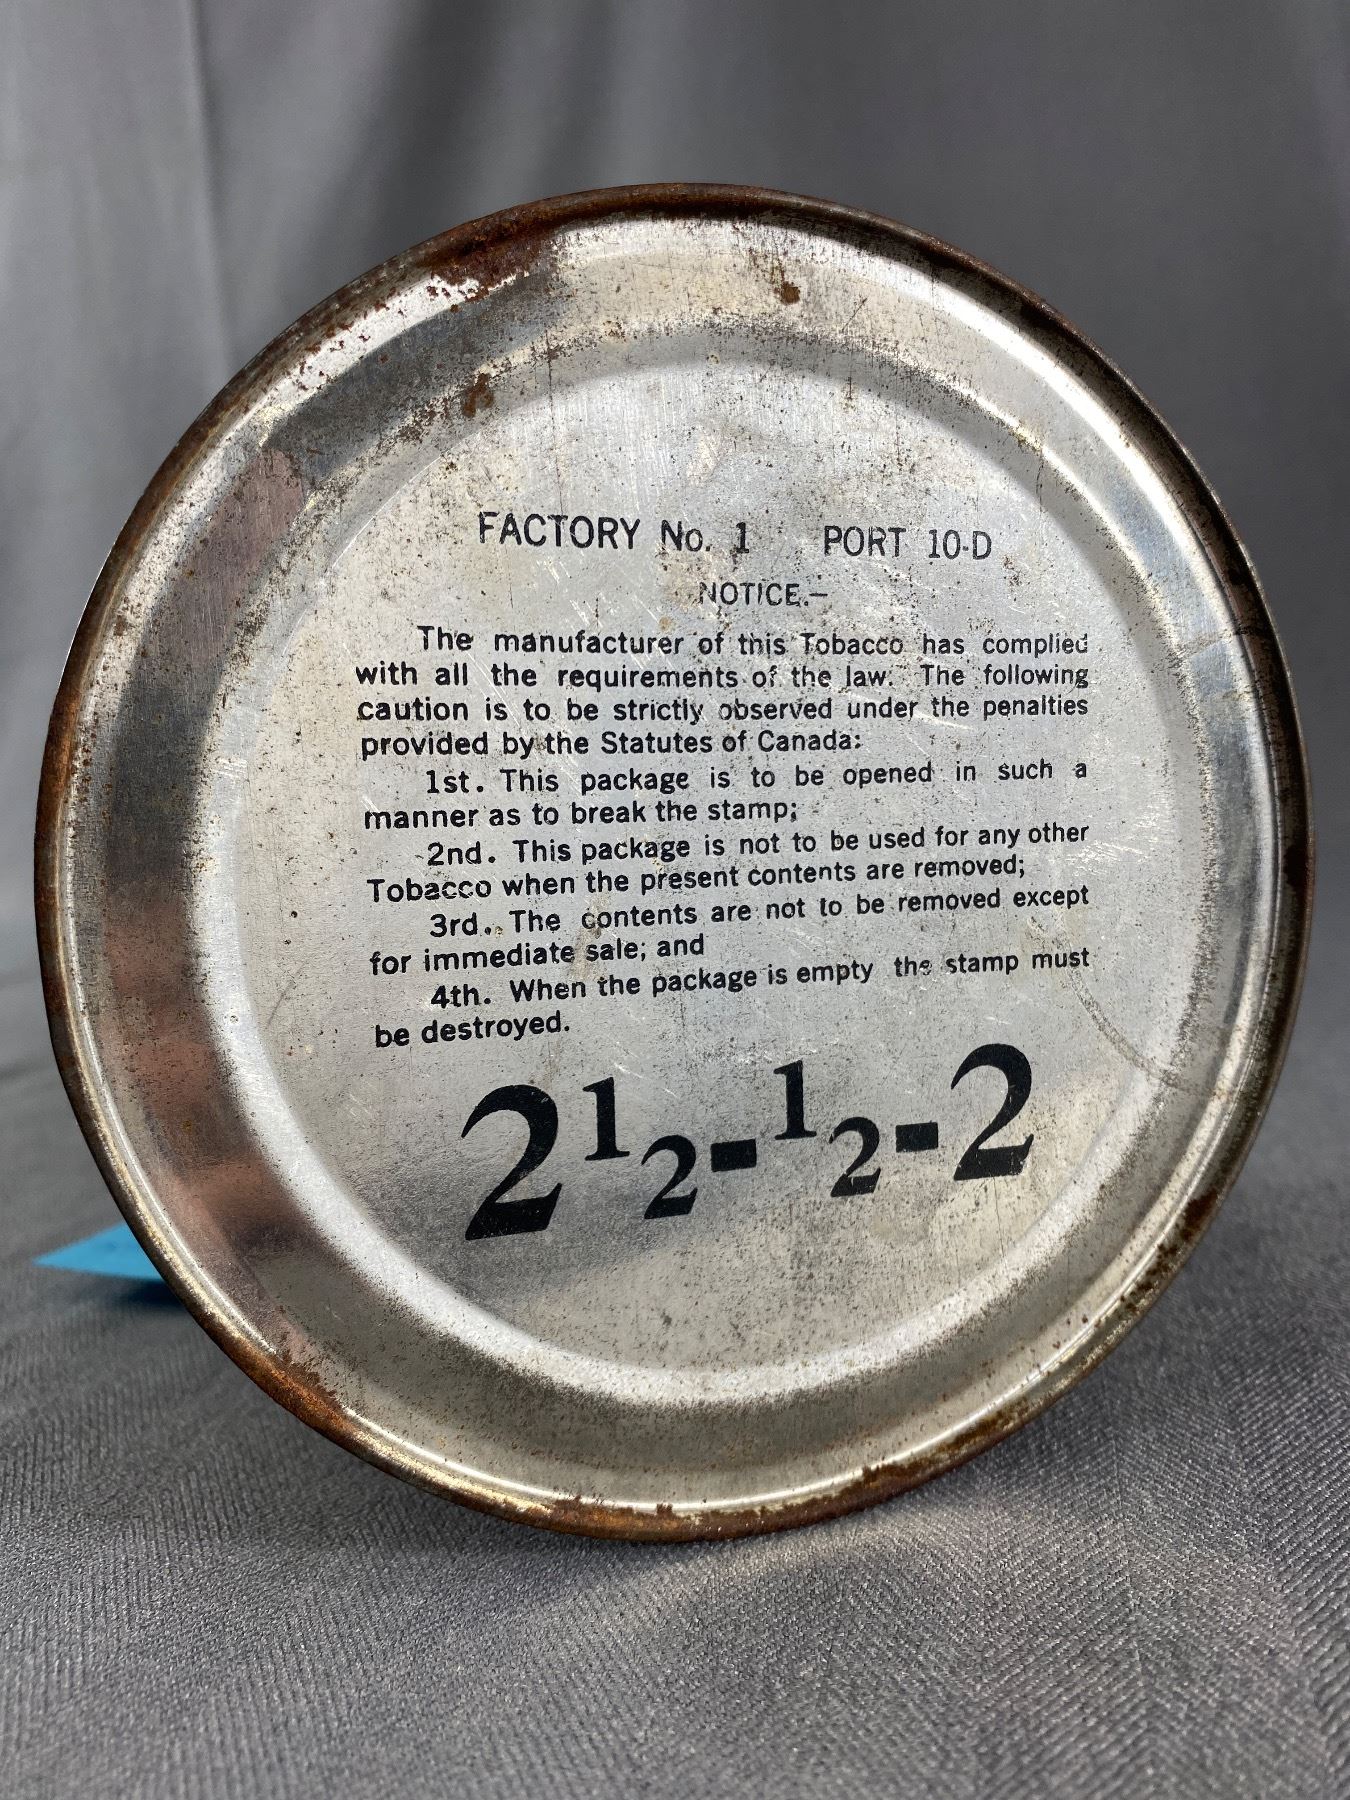 FACTORY No. 1 PORT 10-D
NOTICE.–
The manufacturer of this Tobacco has complied
with all the requirements of the law. The following
caution is to be strictly observed under the penalties
provided by the Statutes of Canada:
1st. This package is to be opened in such a
manner as to break the stamp;
2nd. This package is not to be used for any other
Tobacco when the present contents are removed;
3rd. The contents are not to be removed except
for immediate sale; and
4th. When the package is empty the stamp must
be destroyed.
2 1/2-1/2-2